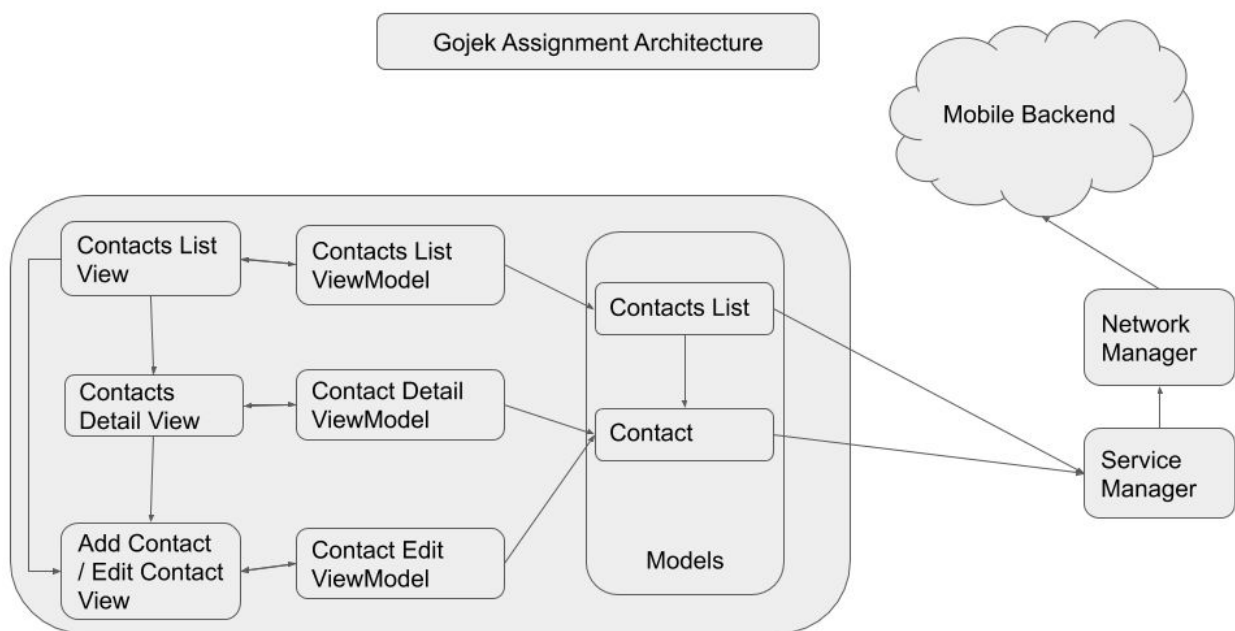 Gojek Assignment Architecture
Mobile Backend
Contacts List
View
Contacts List
ViewModel
Contacts List
Contacts
Detail View
Contact Detail
ViewModel
Contact
Add Contact
/ Edit Contact
View
Contact Edit
ViewModel
Models
Network
Manager
Service
Manager